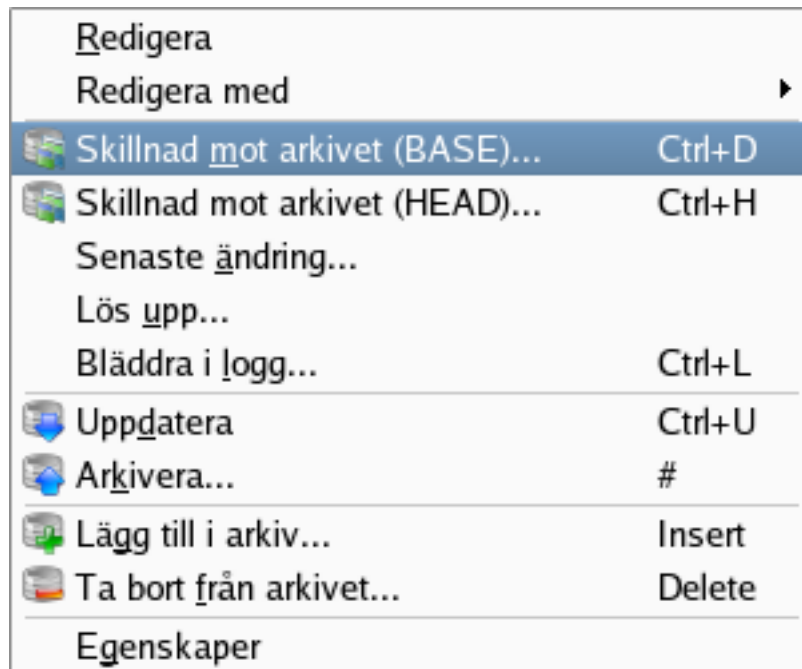 Redigera
Redigera med
Skillnad mot arkivet (BASE)... Ctrl+D
Skillnad mot arkivet (HEAD)... Ctrl+H
Senaste ändring...
Lös upp...
Bläddra i logg... Ctrl+L
Uppdatera Ctrl+U
Arkivera... #
Lägg till i arkiv... Insert
Ta bort från arkivet... Delete
Egenskaper